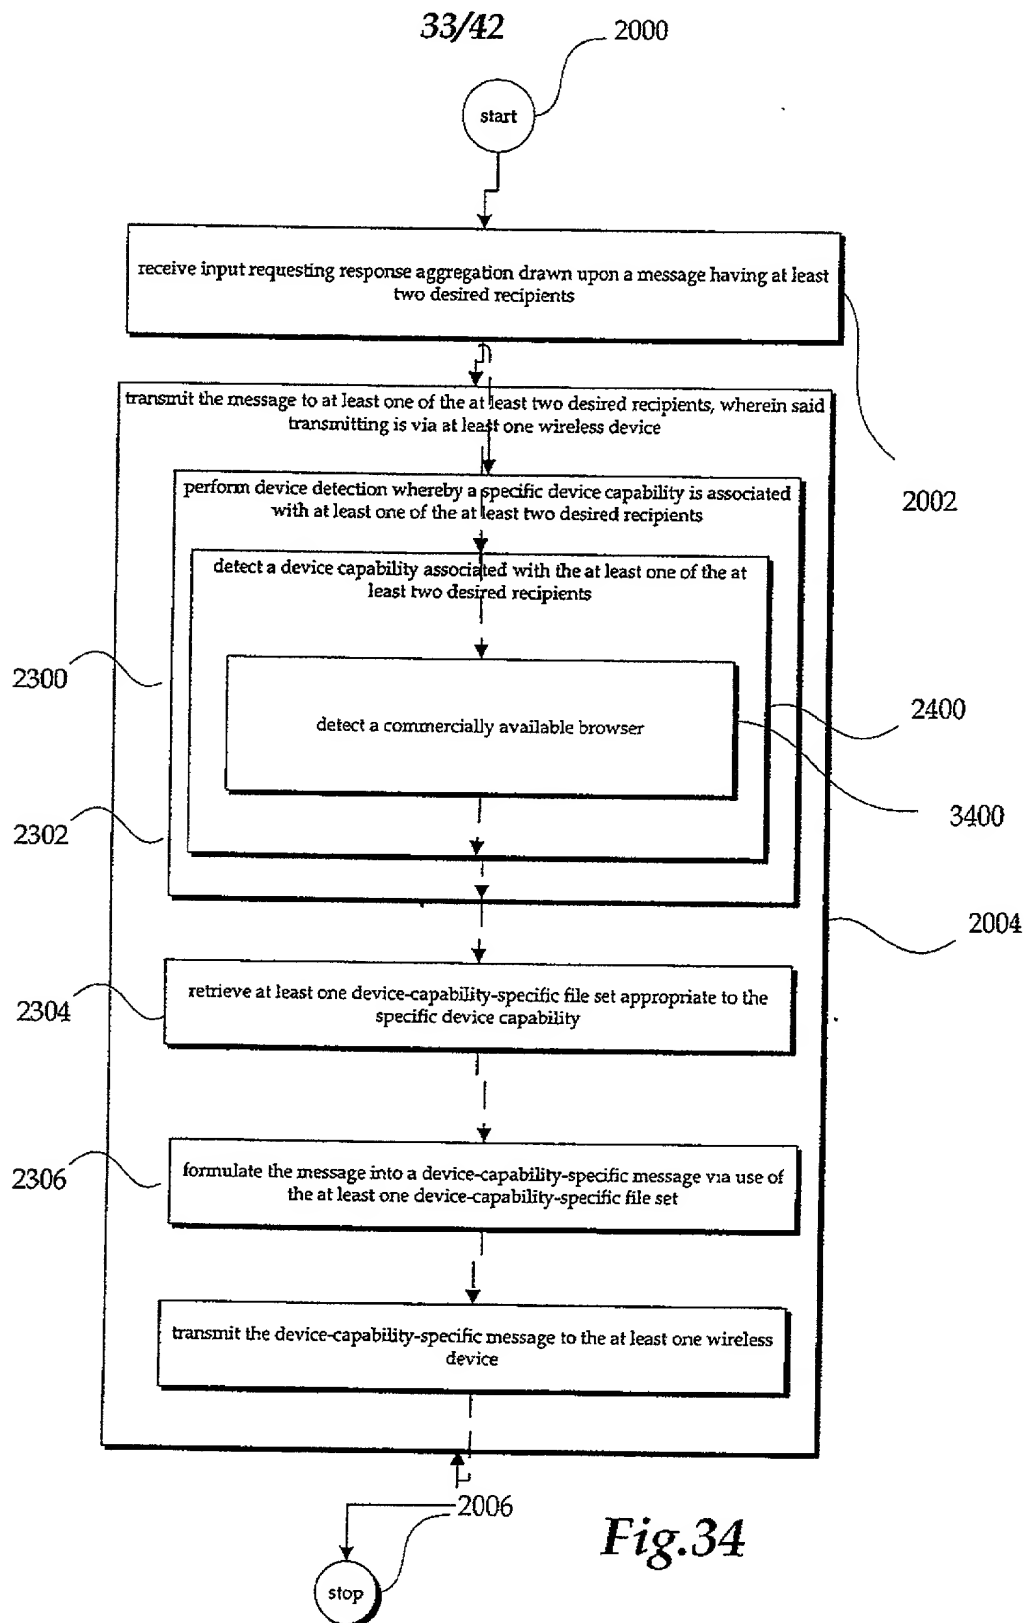 33/42
2000
start
receive input requesting response aggregation drawn upon a message having at least
two desired recipients
2002
transmit the message to at least one of the at least two desired recipients, wherein said
transmitting is via at least one wireless device
perform device detection whereby a specific device capability is associated
with at least one of the at least two desired recipients
detect a device capability associated with the at least one of the at
least two desired recipients
2300
2400
detect a commercially available browser
3400
2302
2004
retrieve at least one device-capability-specific file set appropriate to the
specific device capability
2304
formulate the message into a device-capability-specific message via use of
the at least one device-capability-specific file set
2306
transmit the device-capability-specific message to the at least one wireless
device
2006
Fig.34
stop